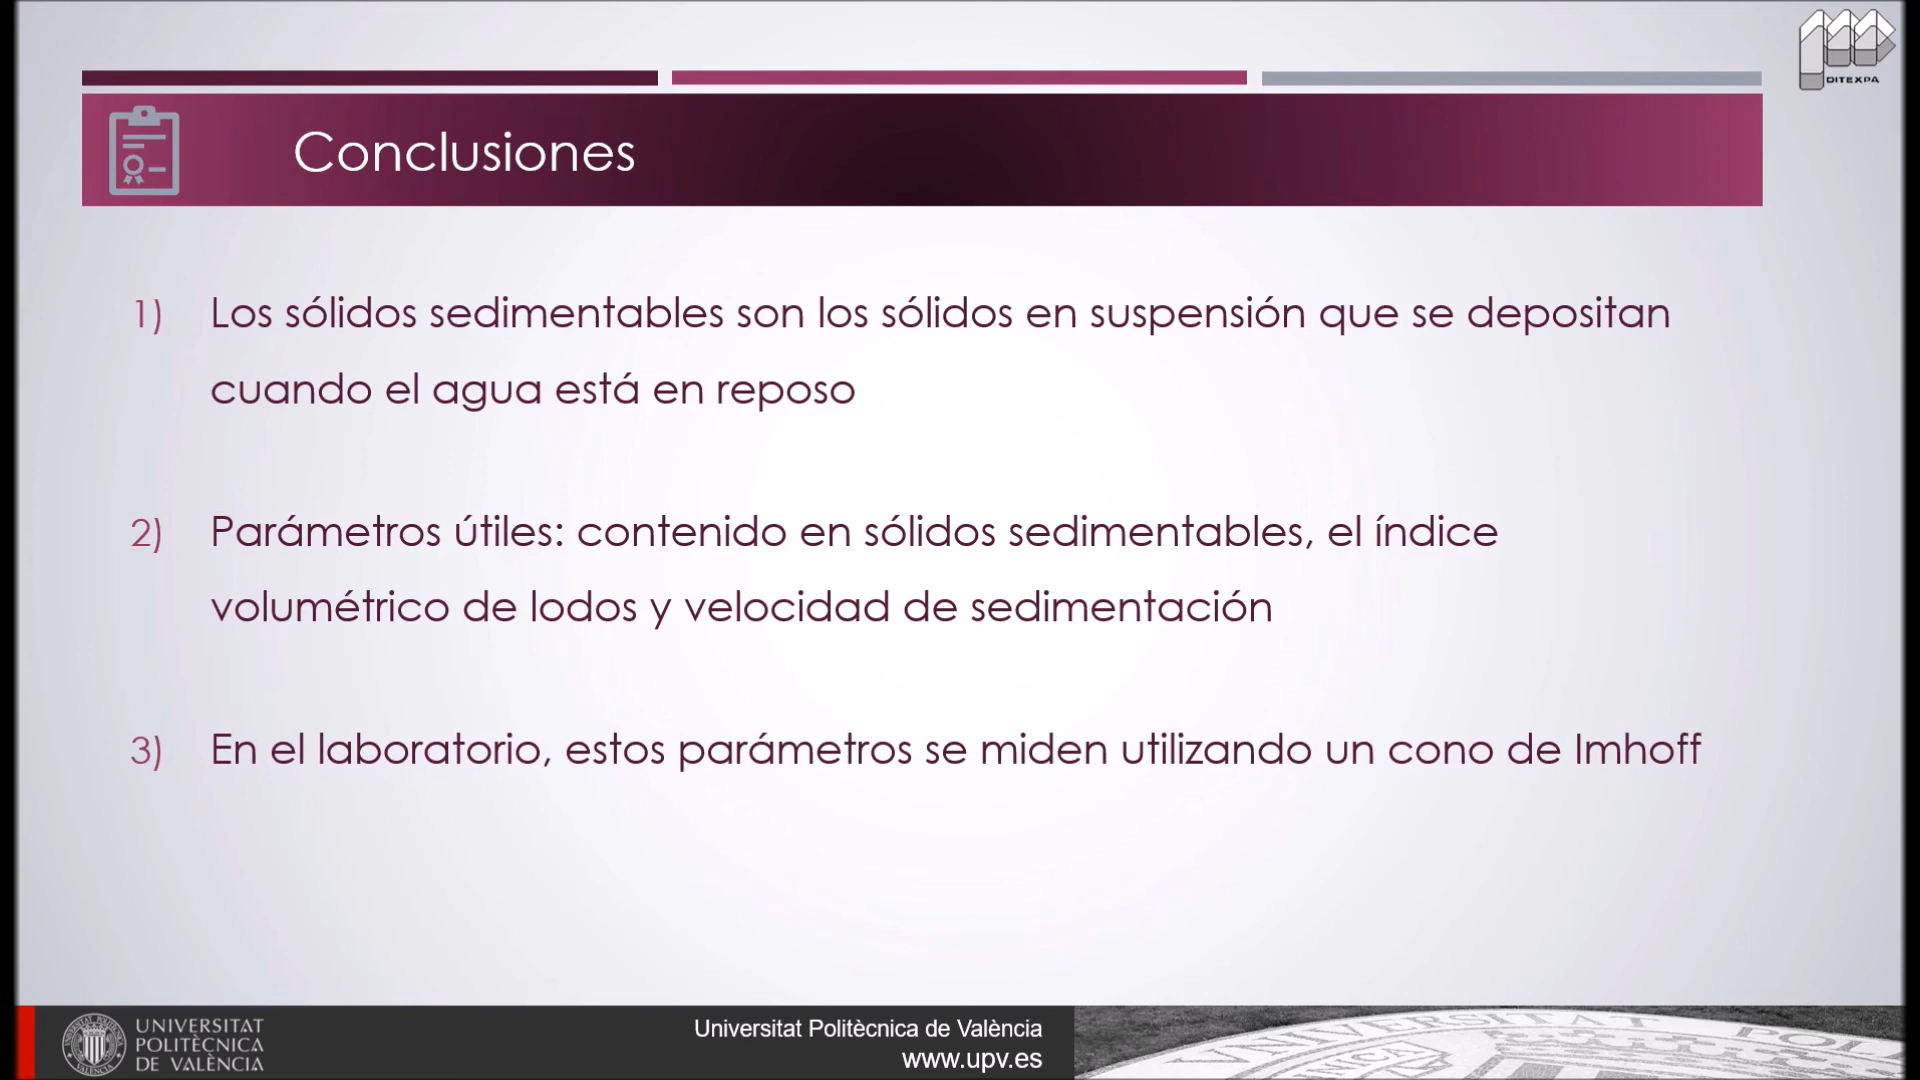 DITEXPA
Conclusiones
1) Los sólidos sedimentables son los sólidos en suspensión que se depositan
cuando el agua está en reposo
2) Parámetros útiles: contenido en sólidos sedimentables, el índice
volumétrico de lodos y velocidad de sedimentación
3) En el laboratorio, estos parámetros se miden utilizando un cono de Imhoff
UNIVERSITAT
POLITÈCNICA
DE VALÈNCIA
Universitat Politècnica de València
www.upv.es